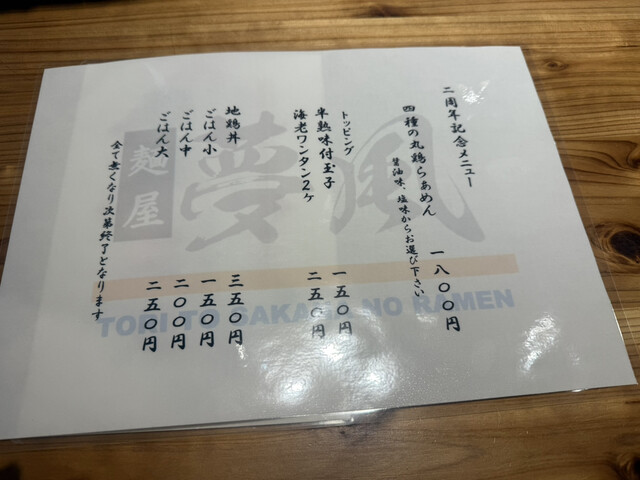 二周年記念メニュー
四種の丸鶏らあめん 一八〇〇円
醤油味、塩味からお選び下さい
トッピング
半熟味付玉子 一五〇円
海老ワンタン2ヶ 二五〇円
地鶏丼 三五〇円
ごはん小 一五〇円
ごはん中 二〇〇円
ごはん大 二五〇円
全て無くなり次第終了となります
麺屋 夢風
TORI TO SAKANA NO RAMEN